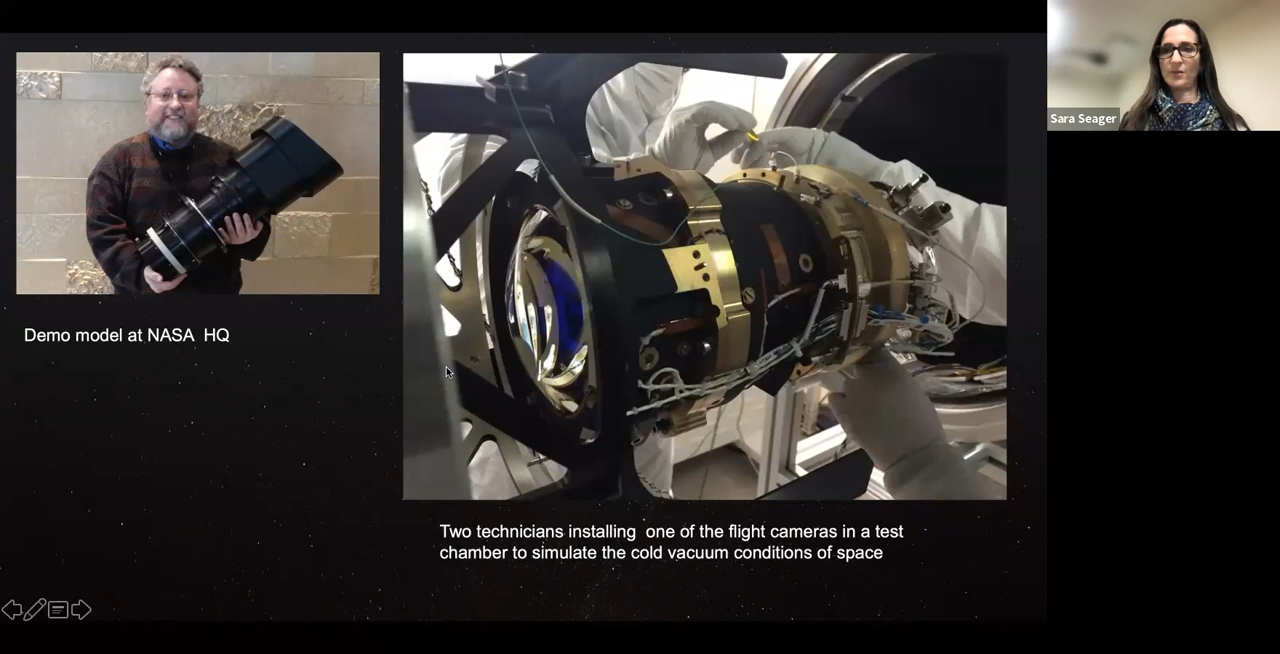 Sara Seager
Demo model at NASA HQ
Two technicians installing one of the flight cameras in a test
chamber to simulate the cold vacuum conditions of space